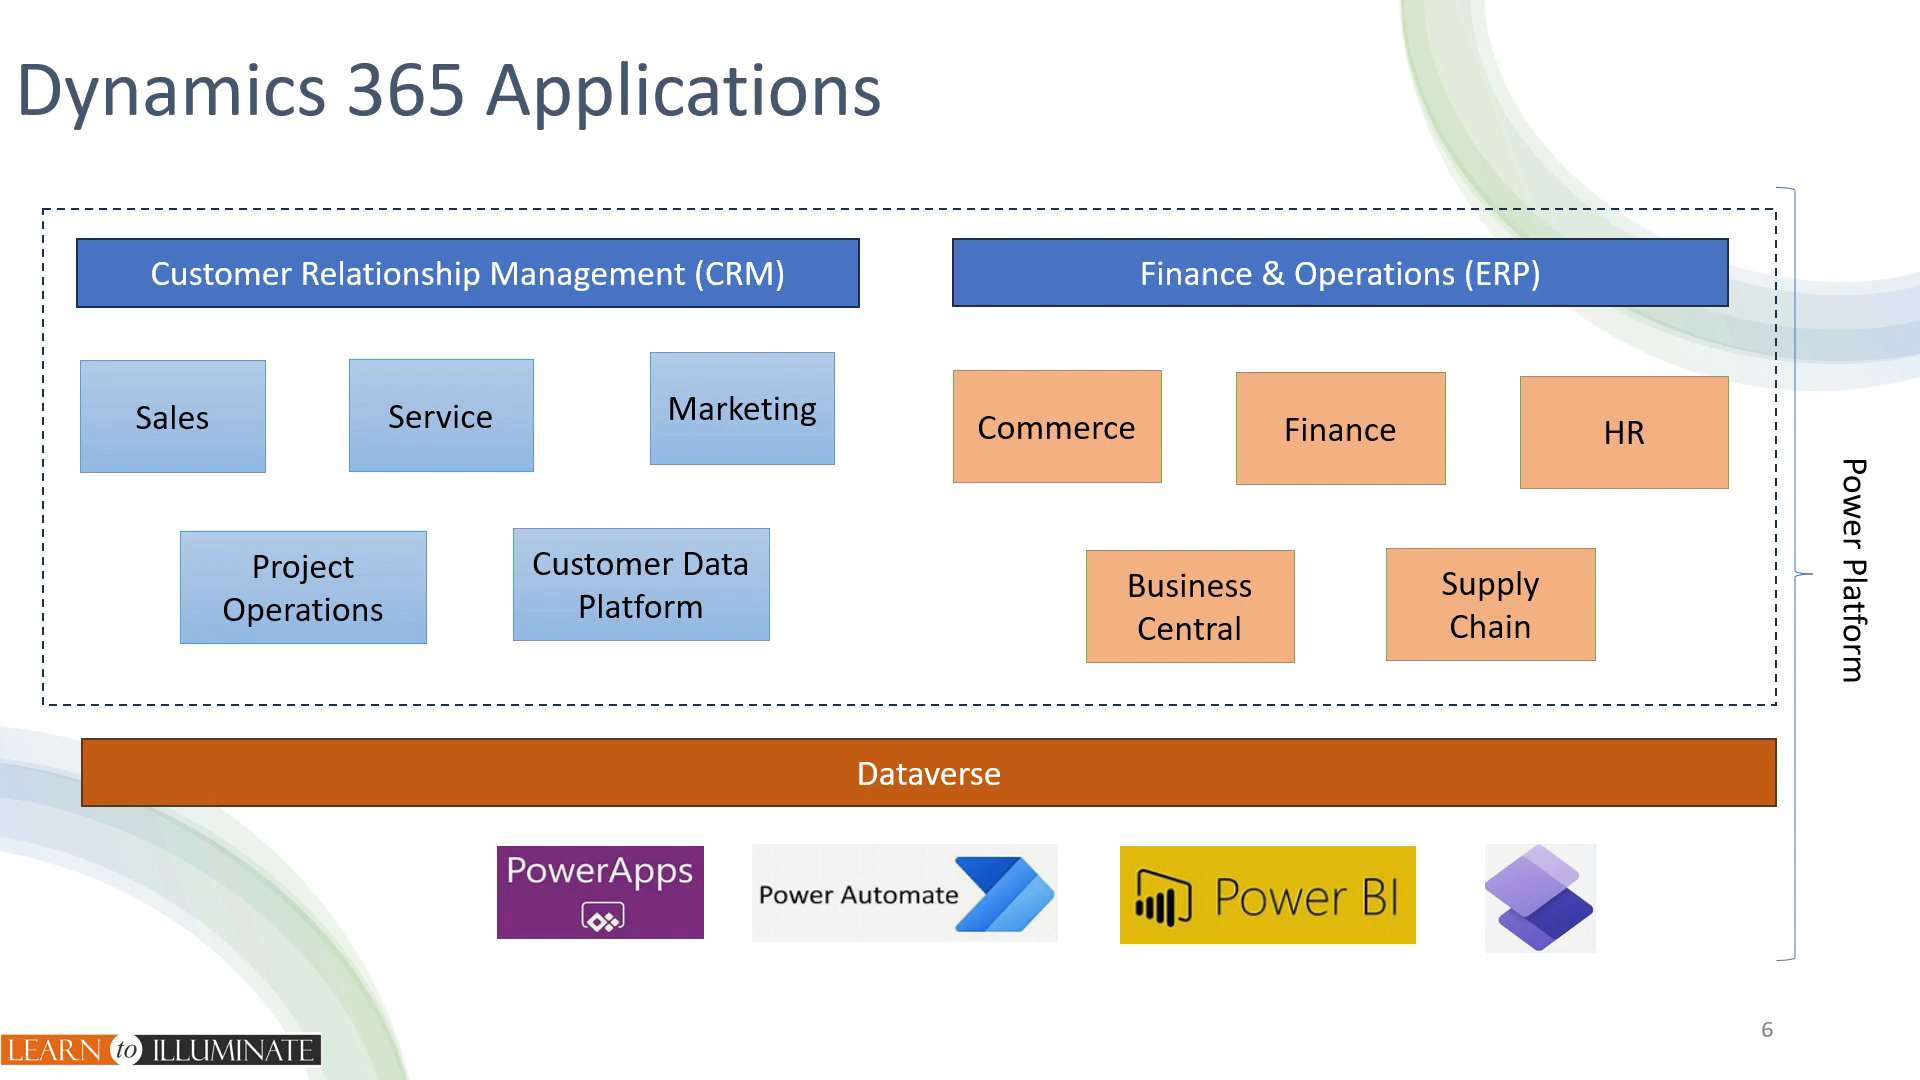 Dynamics 365 Applications
Customer Relationship Management (CRM)
Finance & Operations (ERP)
Sales
Service
Marketing
Commerce
Finance
HR
Project
Operations
Customer Data
Platform
Business
Central
Supply
Chain
Power Platform
Dataverse
PowerApps
Power Automate
Power BI
6
LEARN to ILLUMINATE